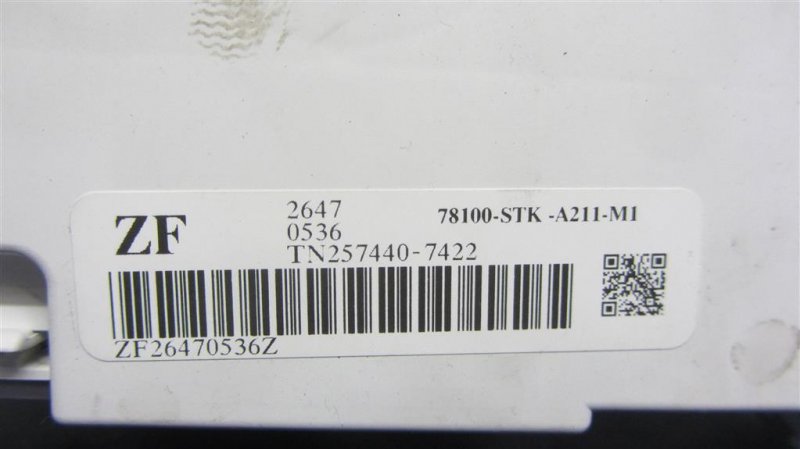 ZF
2647
0536
TN257440-7422
78100-STK -A211-M1
ZF26470536Z